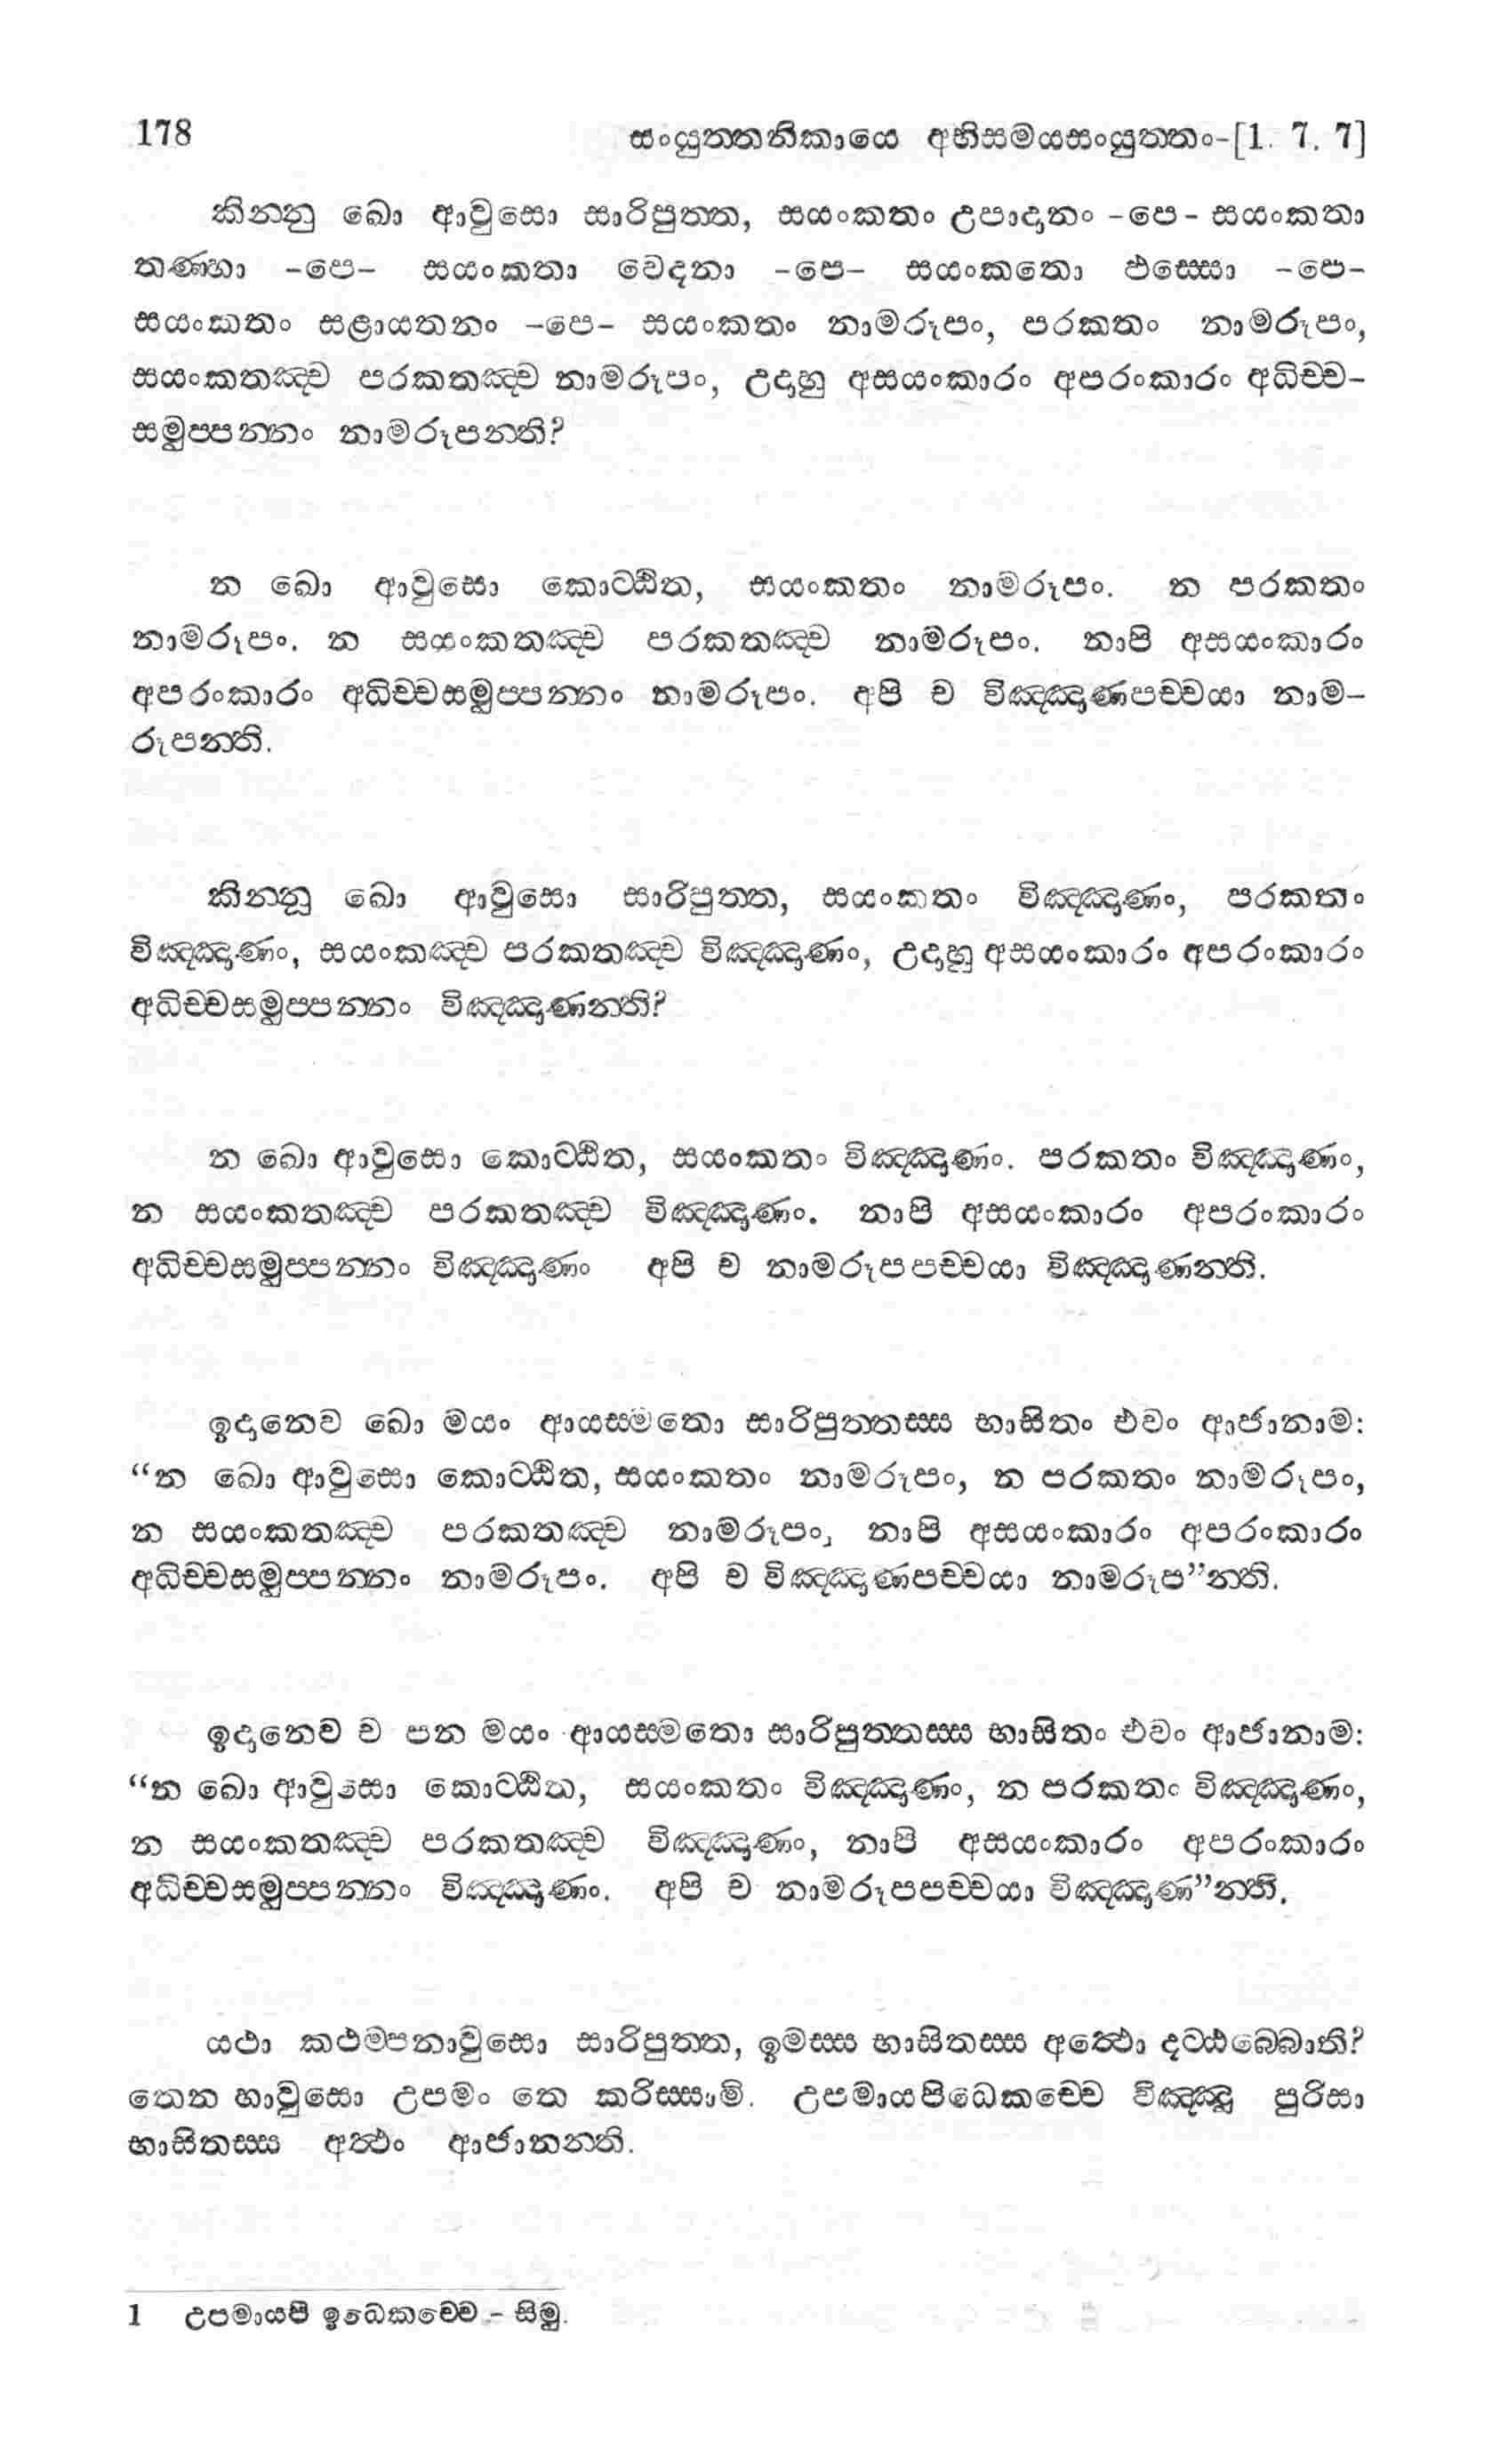 178 සංයුත්තනිකායෙ අභිසමයසංයුත්තං-[1. 7. 7]
කින්නු ඛො ආවුසො සාරිපුත්ත, සයංකතං උපාදානං -පෙ- සයංකතා
තණ්හා -පෙ- සයංකතා වෙදනා -පෙ- සයංකතො ඵස්සො -පෙ-
සයංකතං සළායතනං -පෙ- සයංකතං නාමරූපං, පරකතං නාමරූපං,
සයංකතඤ්ච පරකතඤ්ච නාමරූපං, උදාහු අසයංකාරං අපරංකාරං අධිච්ච-
සමුප්පන්නං නාමරූපන්ති?
න ඛො ආවුසො කොට්ඨිත, සයංකතං නාමරූපං. න පරකතං
නාමරූපං. න සයංකතඤ්ච පරකතඤ්ච නාමරූපං. නාපි අසයංකාරං
අපරංකාරං අධිච්චසමුප්පන්නං නාමරූපං. අපි ච විඤ්ඤාණපච්චයා නාම-
රූපන්ති.
කින්නූ ඛො ආවුසො සාරිපුත්ත, සයංකතං විඤ්ඤාණං, පරකතං
විඤ්ඤාණං, සයංකඤ්ච පරකතඤ්ච විඤ්ඤාණං, උදාහු අසයංකාරං අපරංකාරං
අධිච්චසමුප්පන්නං විඤ්ඤාණන්ති?
න ඛො ආවුසො කොට්ඨිත, සයංකතං විඤ්ඤාණං. පරකතං විඤ්ඤාණං,
න සයංකතඤ්ච පරකතඤ්ච විඤ්ඤාණං. නාපි අසයංකාරං අපරංකාරං
අධිච්චසමුප්පන්නං විඤ්ඤාණං අපි ච නාමරූපපච්චයා විඤ්ඤාණන්ති.
ඉදානෙව ඛො මයං ආයස්මතො සාරිපුත්තස්ස භාසිතං එවං ආජානාම:
“න ඛො ආවුසො කොට්ඨිත, සයංකතං නාමරූපං, න පරකතං නාමරූපං,
න සයංකතඤ්ච පරකතඤ්ච නාමරූපං, නාපි අසයංකාරං අපරංකාරං
අධිච්චසමුප්පන්නං නාමරූපං. අපි ච විඤ්ඤාණපච්චයා නාමරූප”න්ති.
ඉදානෙව ච පන මයං ආයස්මතො සාරිපුත්තස්ස භාසිතං එවං ආජානාම:
“න ඛො ආවුසො කොට්ඨිත, සයංකතං විඤ්ඤාණං, න පරකතං විඤ්ඤාණං,
න සයංකතඤ්ච පරකතඤ්ච විඤ්ඤාණං, නාපි අසයංකාරං අපරංකාරං
අධිච්චසමුප්පන්නං විඤ්ඤාණං. අපි ච නාමරූපපච්චයා විඤ්ඤාණ”න්ති.
යථා කථම්පනාවුසො සාරිපුත්ත, ඉමස්ස භාසිතස්ස අත්ථො දට්ඨබ්බොති?
තෙන හාවුසො උපමං තෙ කරිස්සාමි. උපමායපිධෙකච්චෙ විඤ්ඤූ පුරිසා
භාසිතස්ස අත්ථං ආජානන්ති.
1 උපමායපි ඉධෙකච්චෙ - සිමු.